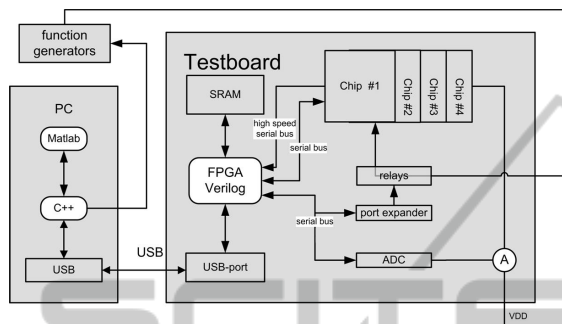 function
generators
Testboard
PC
SRAM
Chip #1
Chip
#2
Chip
#3
Chip
#4
Matlab
high speed
serial bus
serial bus
FPGA
Verilog
relays
C++
port expander
serial bus
USB
USB
USB-port
ADC
A
VDD